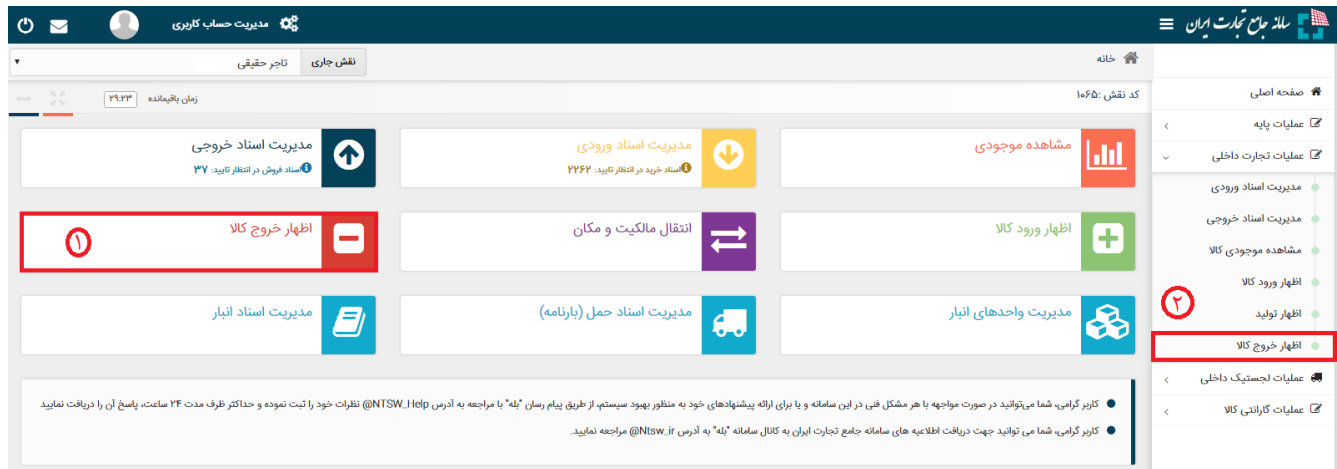 سامانه جامع تجارت ایران
مدیریت حساب کاربری
خانه
نقش جاری
تاجر حقیقی
کد نقش :۱۰۶۵
زمان باقیمانده
۲۹:۲۳
صفحه اصلی
عملیات پایه
عملیات تجارت داخلی
مدیریت اسناد ورودی
مدیریت اسناد خروجی
مشاهده موجودی کالا
اظهار ورود کالا
اظهار تولید
اظهار خروج کالا
۲
عملیات لجستیک داخلی
عملیات گارانتی کالا
مشاهده موجودی
مدیریت اسناد ورودی
اسناد خرید در انتظار تایید: ۲۲۶۲
مدیریت اسناد خروجی
اسناد فروش در انتظار تایید: ۳۷
اظهار ورود کالا
انتقال مالکیت و مکان
اظهار خروج کالا
۱
مدیریت واحدهای انبار
مدیریت اسناد حمل (بارنامه)
مدیریت اسناد انبار
کاربر گرامی، شما می‌توانید در صورت مواجهه با هر مشکل فنی در این سامانه و یا برای ارائه پیشنهادهای خود به منظور بهبود سیستم، از طریق پیام رسان "بله" با مراجعه به آدرس NTSW_Help@ نظرات خود را ثبت نموده و حداکثر ظرف مدت ۲۴ ساعت، پاسخ آن را دریافت نمایید
کاربر گرامی، شما می توانید جهت دریافت اطلاعیه های سامانه جامع تجارت ایران به کانال سامانه "بله" به آدرس Ntsw_ir@ مراجعه نمایید.